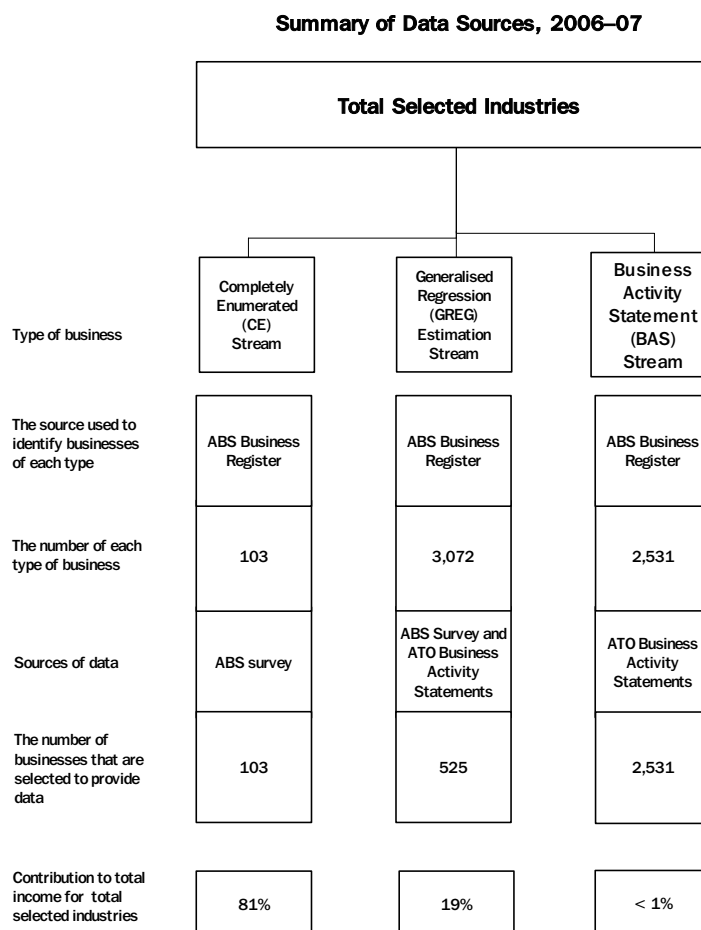 Summary of Data Sources, 2006–07
Total Selected Industries
Type of business
Completely
Enumerated
(CE)
Stream
Generalised
Regression
(GREG)
Estimation
Stream
Business
Activity
Statement
(BAS)
Stream
The source used to
identify businesses
of each type
ABS Business
Register
ABS Business
Register
ABS Business
Register
The number of each
type of business
103
3,072
2,531
Sources of data
ABS survey
ABS Survey and
ATO Business
Activity
Statements
ATO Business
Activity
Statements
The number of
businesses that are
selected to provide
data
103
525
2,531
Contribution to total
income for total
selected industries
81%
19%
< 1%